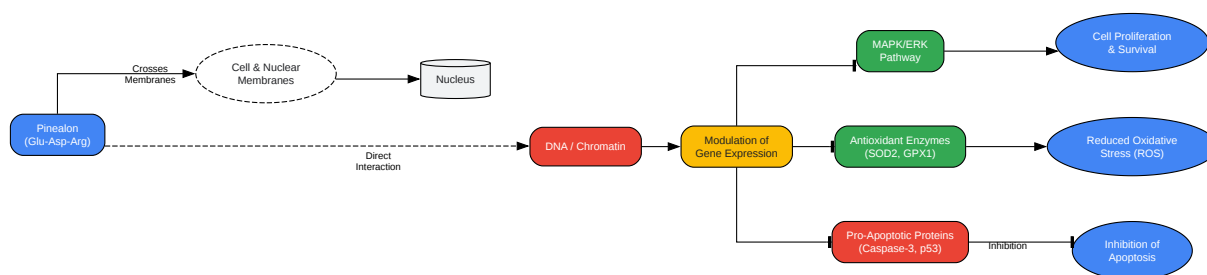 MAPK/ERK
Pathway
Cell Proliferation
& Survival
Crosses
Membranes
Cell & Nuclear
Membranes
Nucleus
Pinealon
(Glu-Asp-Arg)
Direct
Interaction
DNA / Chromatin
Modulation of
Gene Expression
Antioxidant Enzymes
(SOD2, GPX1)
Reduced Oxidative
Stress (ROS)
Pro-Apoptotic Proteins
(Caspase-3, p53)
Inhibition
Inhibition of
Apoptosis